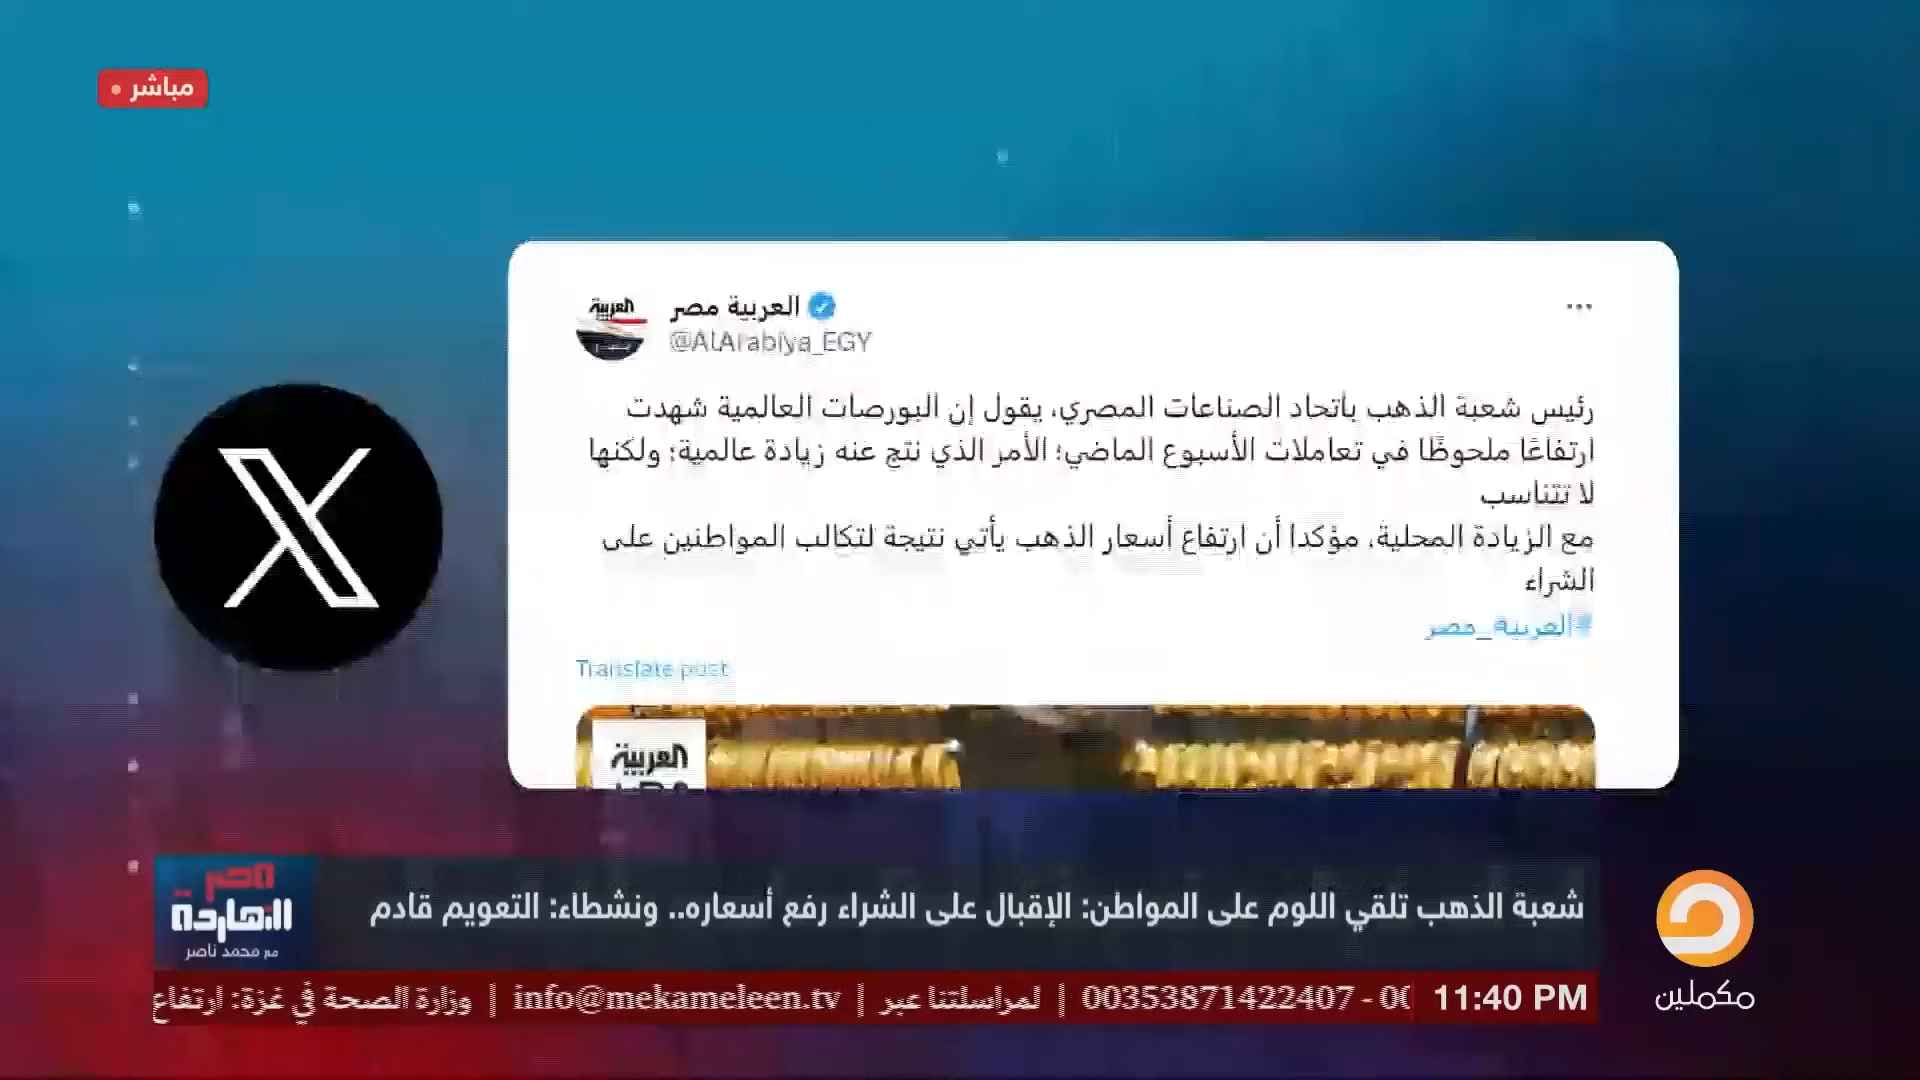 مباشر
العربية مصر
@AlArabiya_EGY
رئيس شعبة الذهب باتحاد الصناعات المصري، يقول إن البورصات العالمية شهدت
ارتفاعًا ملحوظًا في تعاملات الأسبوع الماضي؛ الأمر الذي نتج عنه زيادة عالمية؛ ولكنها
لا تتناسب
مع الزيادة المحلية، مؤكدا أن ارتفاع أسعار الذهب يأتي نتيجة لتكالب المواطنين على
الشراء
#العربية_مصر
Translate post
العربية
شعبة الذهب تلقي اللوم على المواطن: الإقبال على الشراء رفع أسعاره.. ونشطاء: التعويم قادم
مصر
النهاردة
مع محمد ناصر
11:40 PM
00353871422407 - 00 | لمراسلتنا عبر | info@mekameleen.tv | وزارة الصحة في غزة: ارتفاع
مكملين